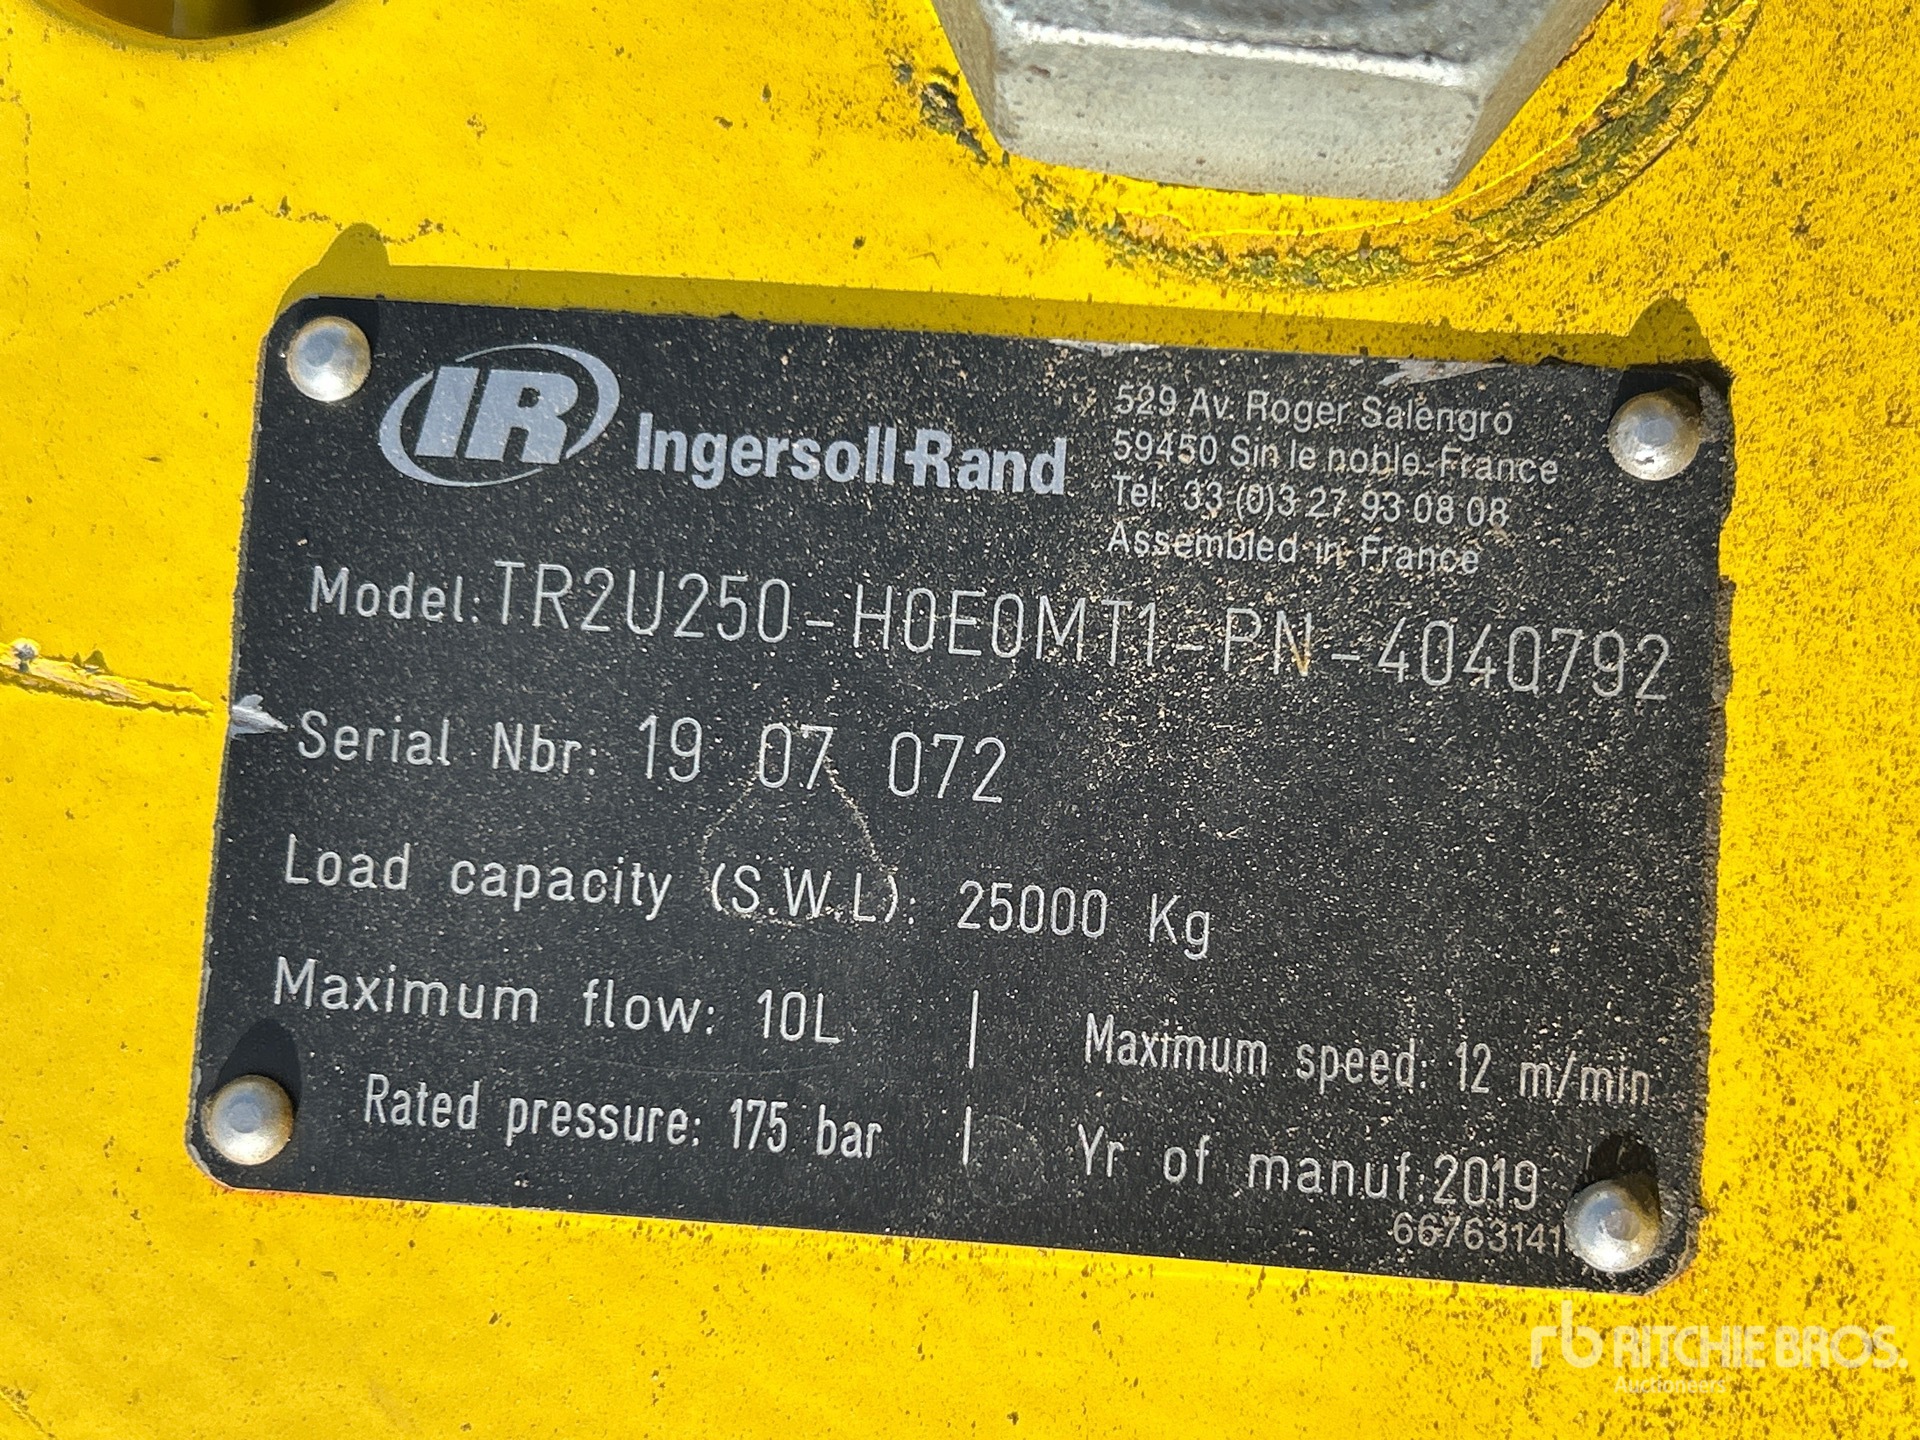 IR Ingersoll-Rand
529 Av. Roger Salengro
59450 Sin le noble-France
Tel: 33 (0)3 27 93 08 08
Assembled in France
Model: TR2U250-H0E0MT1-PN-4040792
Serial Nbr: 19 07 072
Load capacity (S.W.L): 25000 Kg
Maximum flow: 10L | Maximum speed: 12 m/min
Rated pressure: 175 bar | Yr of manuf: 2019
66763141
rb RITCHIE BROS.
Auctioneers